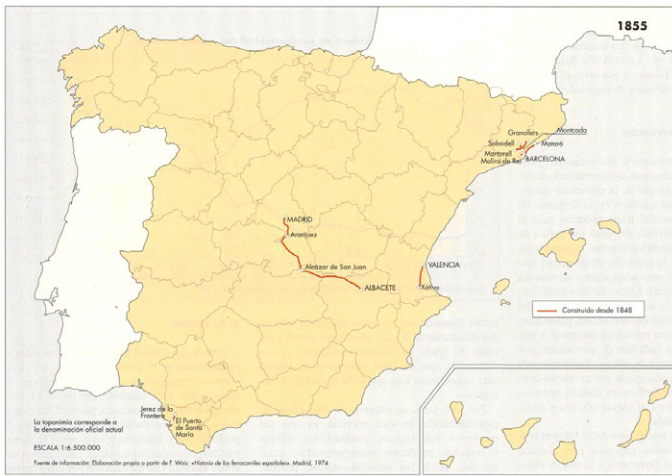 1855
Granollers
Montcada
Sabadell
Mataró
Martorell
Molins de Rei
BARCELONA
MADRID
Aranjuez
Alcázar de San Juan
VALENCIA
ALBACETE
Xátiva
Construido desde 1848
Jerez de la
Frontera
El Puerto
de Santa
María
La toponimia corresponde a
la denominación oficial actual
ESCALA 1:6.500.000
Fuente de información: Elaboración propia a partir de F. Wais: «Historia de los ferrocarriles españoles». Madrid, 1974